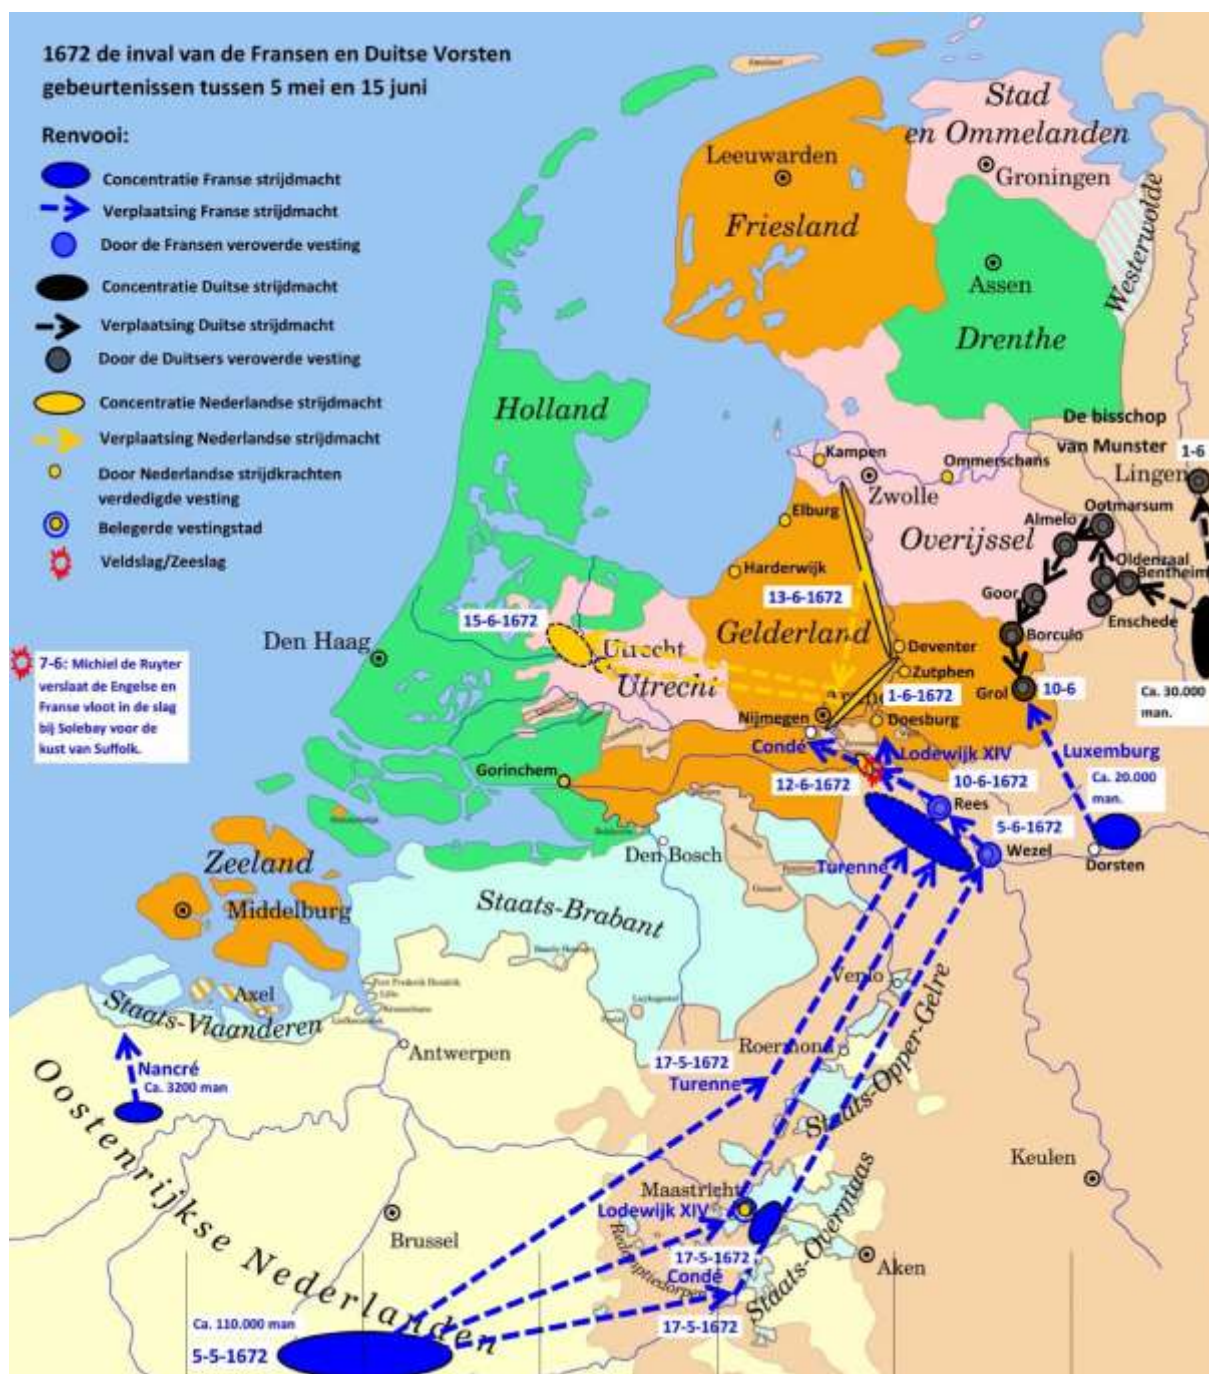 1672 de inval van de Fransen en Duitse Vorsten
gebeurtenissen tussen 5 mei en 15 juni
Renvooi:
Concentratie Franse strijdmacht
Verplaatsing Franse strijdmacht
Door de Fransen veroverde vesting
Concentratie Duitse strijdmacht
Verplaatsing Duitse strijdmacht
Door de Duitsers veroverde vesting
Concentratie Nederlandse strijdmacht
Verplaatsing Nederlandse strijdmacht
Door Nederlandse strijdkrachten
verdedigde vesting
Belegerde vestingstad
Veldslag/Zeeslag
7-6: Michiel de Ruyter
verslaat de Engelse en
Franse vloot in de slag
bij Solebay voor de
kust van Suffolk.
Stad
en Ommelanden
Groningen
Leeuwarden
Friesland
Westerwolde
Assen
Drenthe
Holland
De bisschop
van Munster
1-6
Lingen
Kampen
Ommerschans
Zwolle
Elburg
Overijssel
Almelo
Ootmarsum
Oldenzaal
Bentheim
Harderwijk
13-6-1672
Goor
Enschede
15-6-1672
Den Haag
Utrecht
Utrecht
Gelderland
Deventer
Borculo
Zutphen
1-6-1672
Grol
10-6
Ca. 30.000
man.
Nijmegen
Doesburg
Condé
Lodewijk XIV
Luxemburg
Gorinchem
12-6-1672
10-6-1672
Ca. 20.000
man.
Rees
5-6-1672
Wezel
Dorsten
Den Bosch
Turenne
Zeeland
Middelburg
Staats-Brabant
Axel
Staats-Vlaanderen
Venlo
Antwerpen
Roermond
Staats-Opper-Gelre
Nancré
Ca. 3200 man
17-5-1672
Turenne
Oostenrijkse Nederlanden
Keulen
Maastricht
Lodewijk XIV
Brussel
17-5-1672
Condé
Staats-Overmaas
Aken
17-5-1672
Ca. 110.000 man
5-5-1672